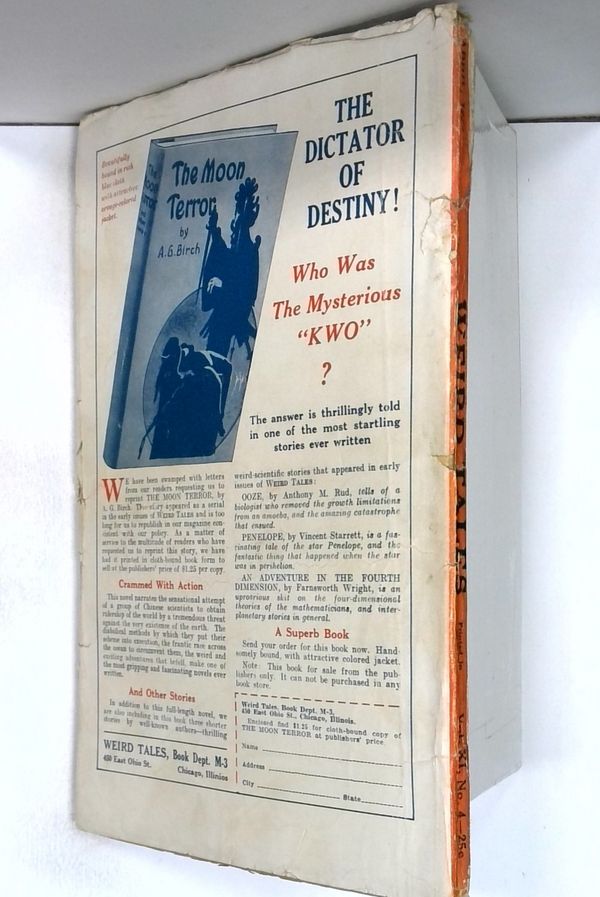 Beautifully
bound in rich
blue cloth
with attractive
orange-colored
jacket.
The Moon
Terror
by
A.G. Birch
THE
DICTATOR
OF
DESTINY!
Who Was
The Mysterious
"KWO"
?
The answer is thrillingly told
in one of the most startling
stories ever written
WE have been swamped with letters
from our readers requesting us to
reprint THE MOON TERROR, by
A. G. Birch. This story appeared as a serial
in the early issues of WEIRD TALES and is too
long for us to republish in our magazine con-
sistent with our policy. As a matter of
service to the multitude of readers who have
requested us to reprint this story, we have
had it printed in cloth-bound book form to
sell at the publishers' price of $1.25 per copy.
Crammed With Action
This novel narrates the sensational attempt
of a group of Chinese scientists to obtain
rulership of the world by a tremendous threat
against the very existence of the earth. The
diabolical methods by which they put their
scheme into execution, the frantic race across
the ocean to circumvent them, the weird and
exciting adventures that befell, make one of
the most gripping and fascinating novels ever
written.
And Other Stories
In addition to this full-length novel, we
are also including in this book three shorter
stories by well-known authors—thrilling
weird-scientific stories that appeared in early
issues of WEIRD TALES:
OOZE, by Anthony M. Rud, tells of a
biologist who removed the growth limitations
from an amoeba, and the amazing catastrophe
that ensued.
PENELOPE, by Vincent Starrett, is a fas-
cinating tale of the star Penelope, and the
fantastic thing that happened when the star
was in perihelion.
AN ADVENTURE IN THE FOURTH
DIMENSION, by Farnsworth Wright, is an
uproarious skit on the four-dimensional
theories of the mathematicians, and inter-
planetary stories in general.
A Superb Book
Send your order for this book now. Hand-
somely bound, with attractive colored jacket.
Note: This book for sale from the pub-
lishers only. It can not be purchased in any
book store.
WEIRD TALES, Book Dept. M-3
450 East Ohio St. Chicago, Illinios
Weird Tales, Book Dept. M-3,
450 East Ohio St., Chicago, Illinois.
Enclosed find $1.25 for cloth-bound copy of
THE MOON TERROR at publishers' price.
Name
Address
City
State
WEIRD TALES
XI, No. 4—25c